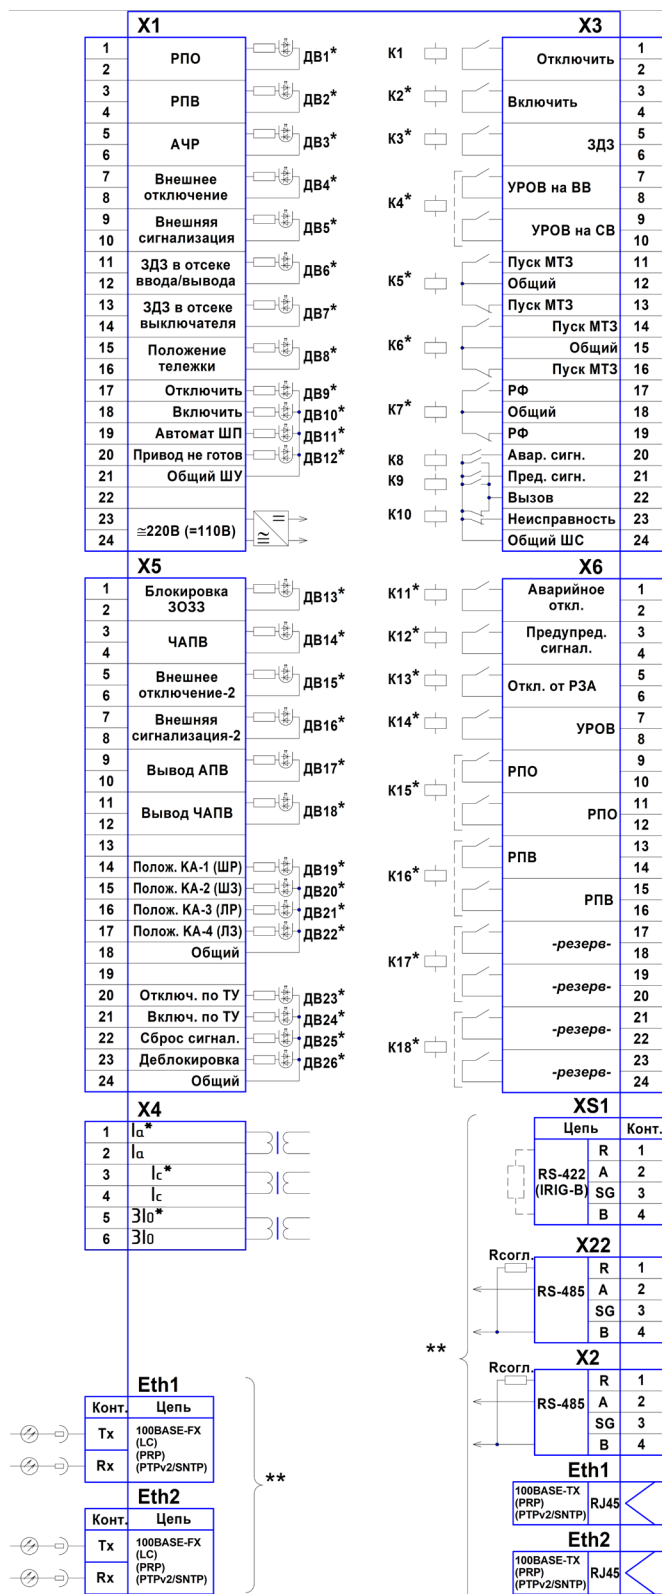 X1
1
РПО
2
ДВ1*
3
РПВ
4
ДВ2*
5
АЧР
6
ДВ3*
7
Внешнее
отключение
8
ДВ4*
9
Внешняя
сигнализация
10
ДВ5*
11
ЗДЗ в отсеке
ввода/вывода
12
ДВ6*
13
ЗДЗ в отсеке
выключателя
14
ДВ7*
15
Положение
тележки
16
ДВ8*
17 Отключить ДВ9*
18 Включить ДВ10*
19 Автомат ШП ДВ11*
20 Привод не готов ДВ12*
21 Общий ШУ
22
23
≅220В (=110В)
24
X3
К1 Отключить 1
2
К2* Включить 3
4
К3* ЗДЗ 5
6
К4* УРОВ на ВВ 7
8
УРОВ на СВ 9
10
Пуск МТЗ 11
К5* Общий 12
Пуск МТЗ 13
Пуск МТЗ 14
К6* Общий 15
Пуск МТЗ 16
РФ 17
К7* Общий 18
РФ 19
К8 Авар. сигн. 20
К9 Пред. сигн. 21
Вызов 22
К10 Неисправность 23
Общий ШС 24
X5
1
Блокировка
ЗОЗЗ
2
ДВ13*
3
ЧАПВ
4
ДВ14*
5
Внешнее
отключение-2
6
ДВ15*
7
Внешняя
сигнализация-2
8
ДВ16*
9
Вывод АПВ
10
ДВ17*
11
Вывод ЧАПВ
12
ДВ18*
13
14 Полож. КА-1 (ШР) ДВ19*
15 Полож. КА-2 (ШЗ) ДВ20*
16 Полож. КА-3 (ЛР) ДВ21*
17 Полож. КА-4 (ЛЗ) ДВ22*
18 Общий
19
20 Отключ. по ТУ ДВ23*
21 Включ. по ТУ ДВ24*
22 Сброс сигнал. ДВ25*
23 Деблокировка ДВ26*
24 Общий
X6
К11* Аварийное
откл.
1
2
К12* Предупред.
сигнал.
3
4
К13* Откл. от РЗА 5
6
К14* УРОВ 7
8
К15* РПО 9
10
РПО 11
12
К16* РПВ 13
14
РПВ 15
16
К17* -резерв- 17
18
-резерв- 19
20
К18* -резерв- 21
22
-резерв- 23
24
X4
1 Ia*
2 Ia
3 Ic*
4 Ic
5 3I0*
6 3I0
XS1
Цепь Конт.
RS-422
(IRIG-B)
R 1
A 2
SG 3
B 4
X22
Rсогл.
RS-485
R 1
A 2
SG 3
B 4
**
X2
Rсогл.
RS-485
R 1
A 2
SG 3
B 4
Eth1
Конт. Цепь
Tx
Rx
100BASE-FX
(LC)
(PRP)
(PTPv2/SNTP)
**
Eth2
Конт. Цепь
Tx
Rx
100BASE-FX
(LC)
(PRP)
(PTPv2/SNTP)
Eth1
100BASE-TX
(PRP)
(PTPv2/SNTP)
RJ45
Eth2
100BASE-TX
(PRP)
(PTPv2/SNTP)
RJ45